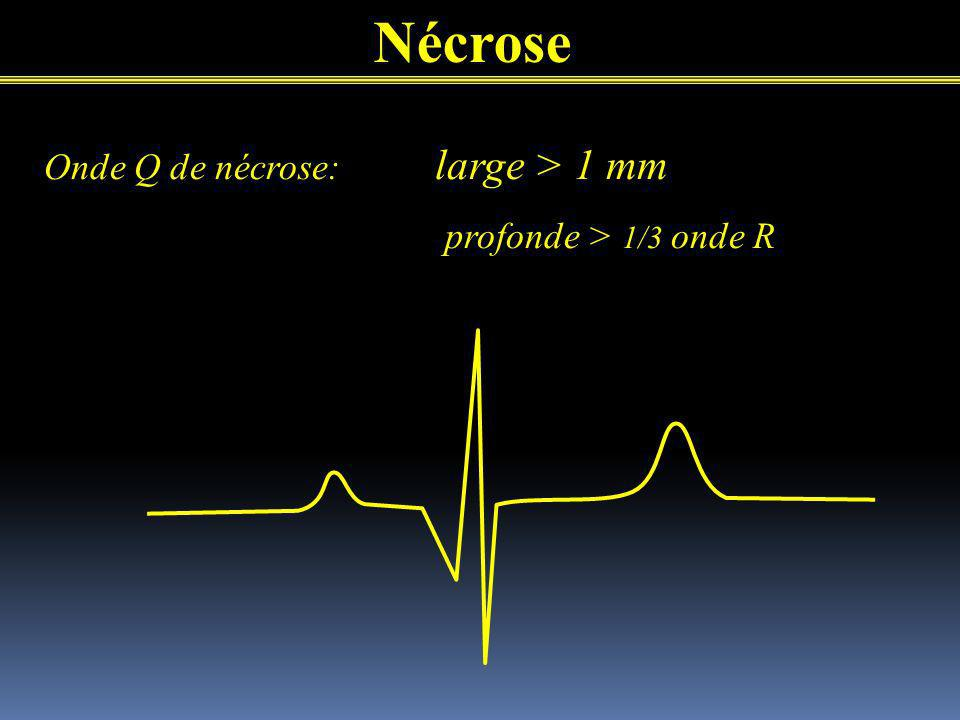 Nécrose
Onde Q de nécrose: large > 1 mm
profonde > 1/3 onde R